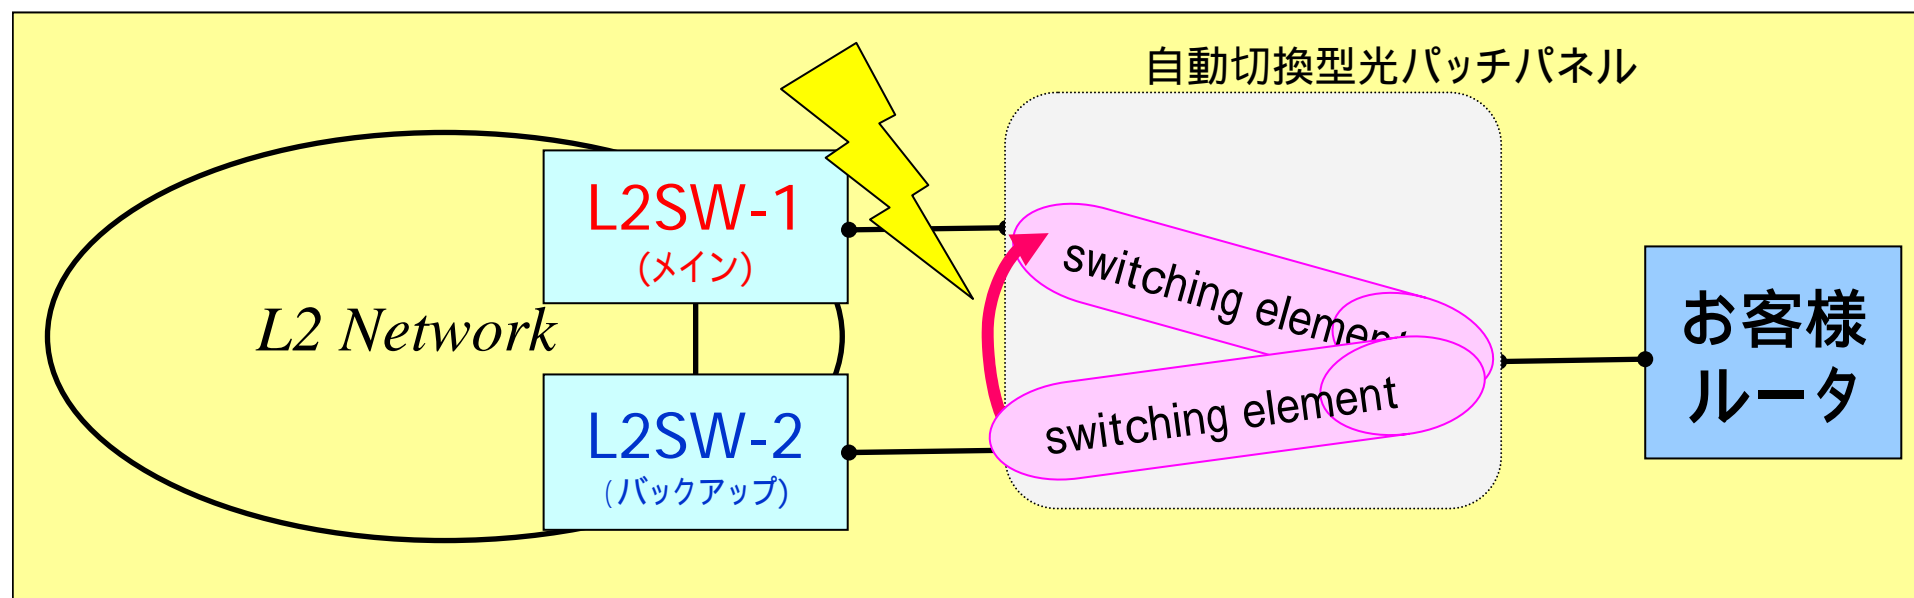 自動切換型光パッチパネル
L2SW-1
(メイン)
switching element
L2 Network
お客様
ルータ
L2SW-2
(バックアップ)
switching element